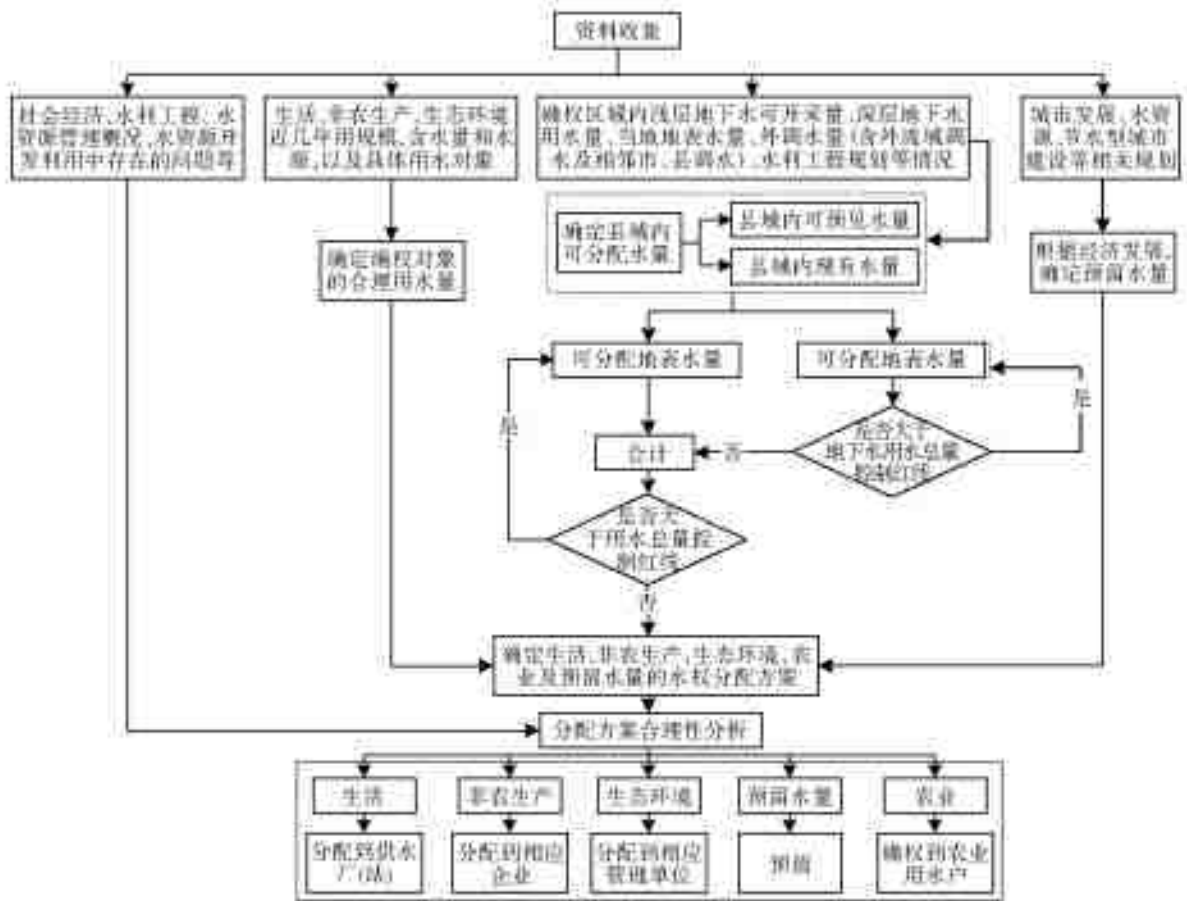 资料收集
社会经济、水利工程、水
资源管理概况、水资源开
发利用中存在的问题等
生活、非农生产、生态环境
近几年用规模,含水量和水
源,以及具体用水对象
确权区域内浅层地下水可开采量、深层地下水
用水量、当地地表水量、外调水量(含外流域调
水及相邻市、县调水)、水利工程规划等情况
城市发展、水资
源、节水型城市
建设等相关规划
确定县域内
可分配水量
县域内可预见水量
县域内现有水量
确定确权对象
的合理用水量
根据经济发展,
确定预留水量
可分配地表水量
可分配地表水量
是
是
合计
否
是否大于
地下水用水总量
控制红线
是否大
于用水总量控
制红线
否
确定生活、非农生产、生态环境、农
业及预留水量的水权分配方案
分配方案合理性分析
生活
非农生产
生态环境
预留水量
农业
分配到供水
厂(站)
分配到相应
企业
分配到相应
管理单位
预留
确权到农业
用水户